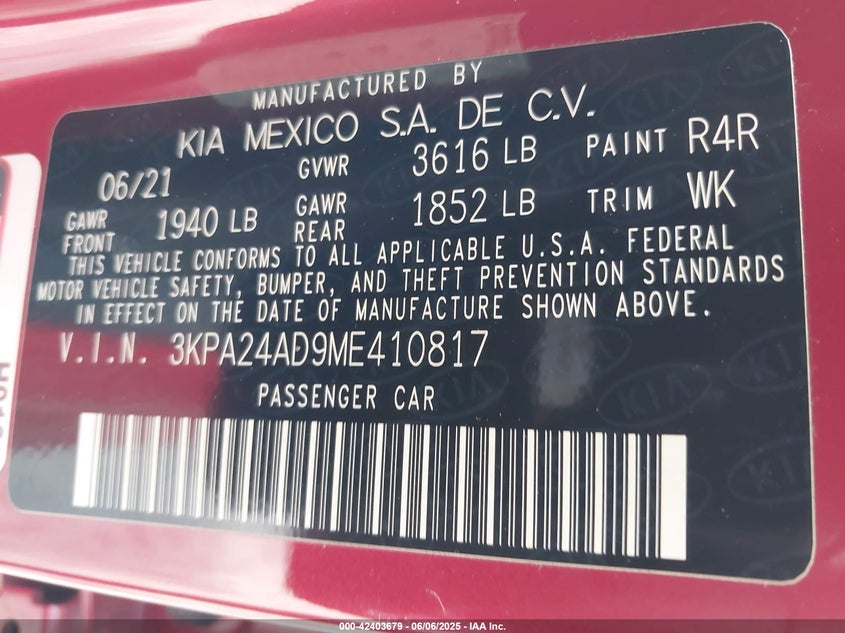 MANUFACTURED BY
KIA MEXICO S.A. DE C.V.
06/21 GVWR 3616 LB PAINT R4R
GAWR FRONT 1940 LB GAWR REAR 1852 LB TRIM WK
THIS VEHICLE CONFORMS TO ALL APPLICABLE U.S.A. FEDERAL
MOTOR VEHICLE SAFETY, BUMPER, AND THEFT PREVENTION STANDARDS
IN EFFECT ON THE DATE OF MANUFACTURE SHOWN ABOVE.
V.I.N. 3KPA24AD9ME410817
PASSENGER CAR
000-42403679 - 06/06/2025 - IAA Inc.